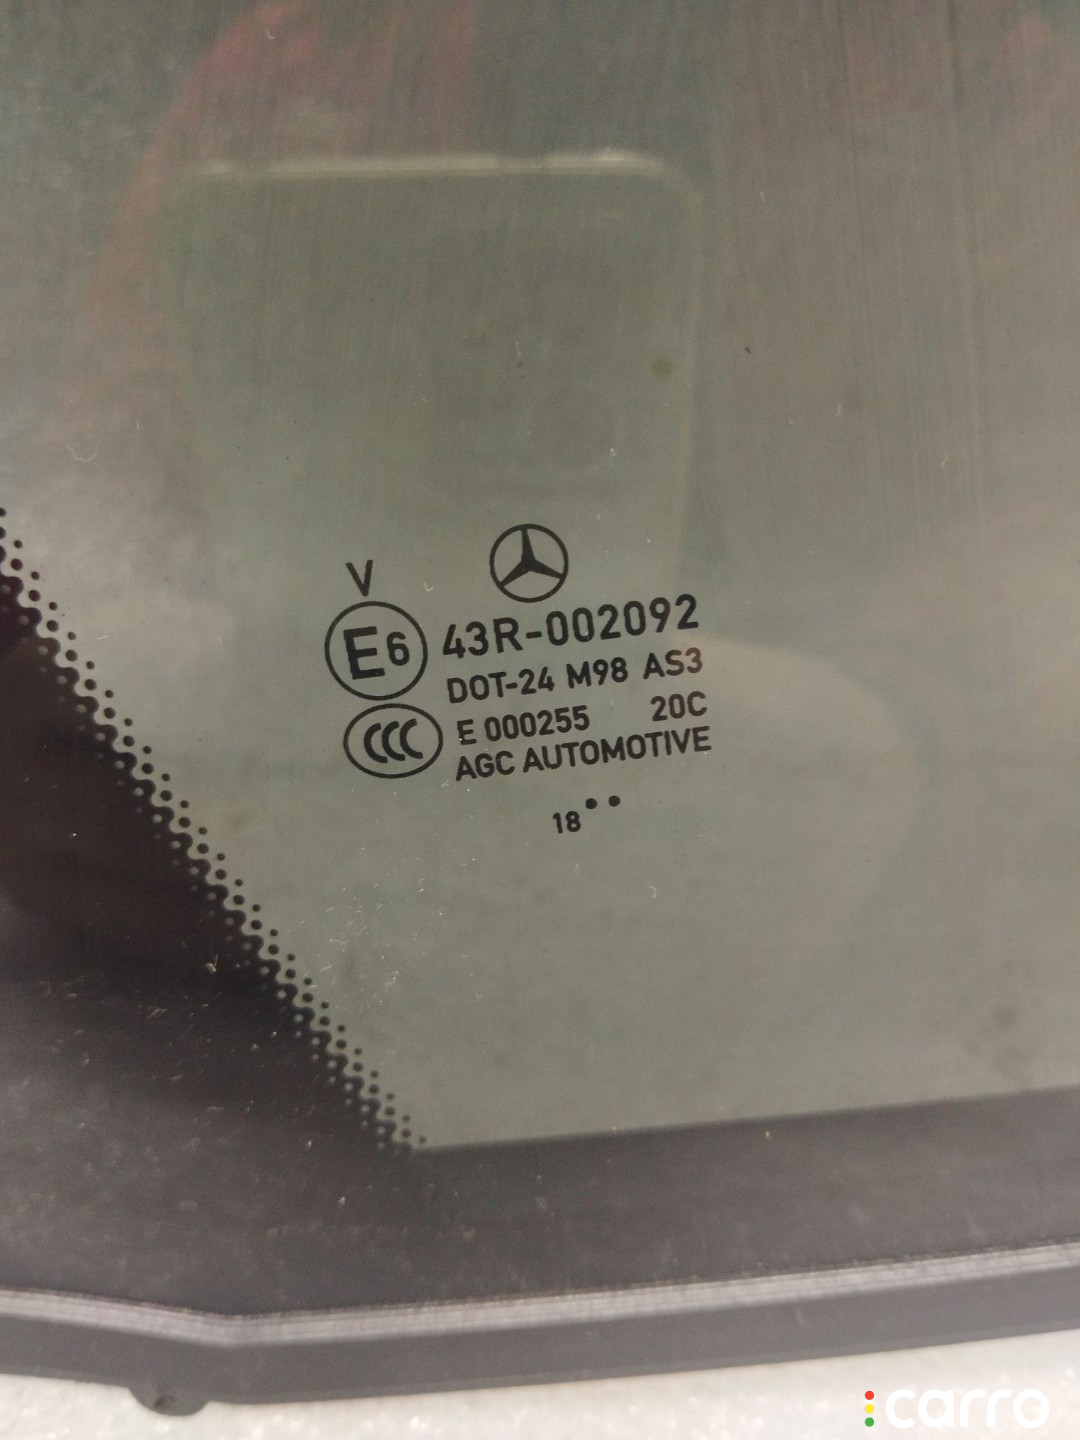 V
E6 43R-002092
DOT-24 M98 AS3
CCC E 000255 20C
AGC AUTOMOTIVE
18••
carro